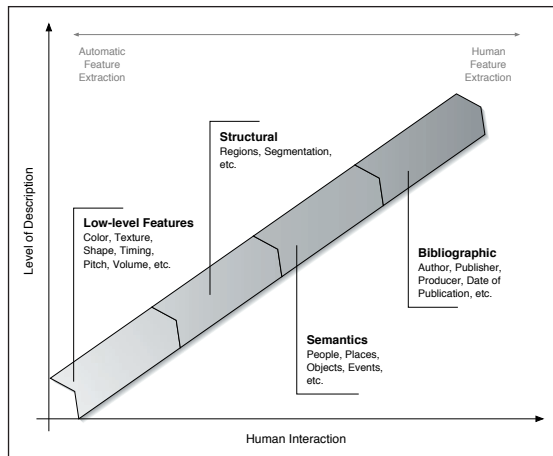 Automatic
Feature
Extraction
Human
Feature
Extraction
Structural
Regions, Segmentation,
etc.
Low-level Features
Color, Texture,
Shape, Timing,
Pitch, Volume, etc.
Bibliographic
Author, Publisher,
Producer, Date of
Publication, etc.
Semantics
People, Places,
Objects, Events,
etc.
Level of Description
Human Interaction